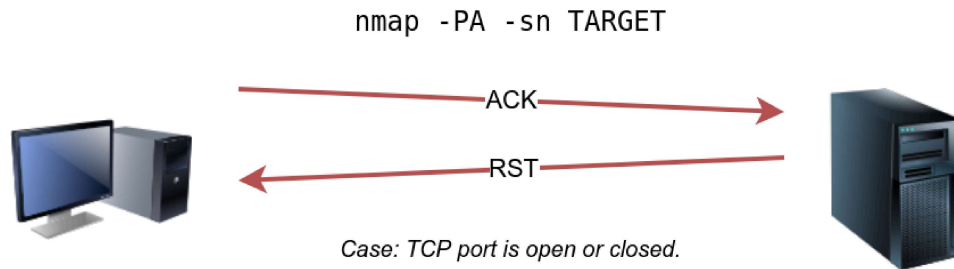 nmap -PA -sn TARGET
ACK
RST
Case: TCP port is open or closed.